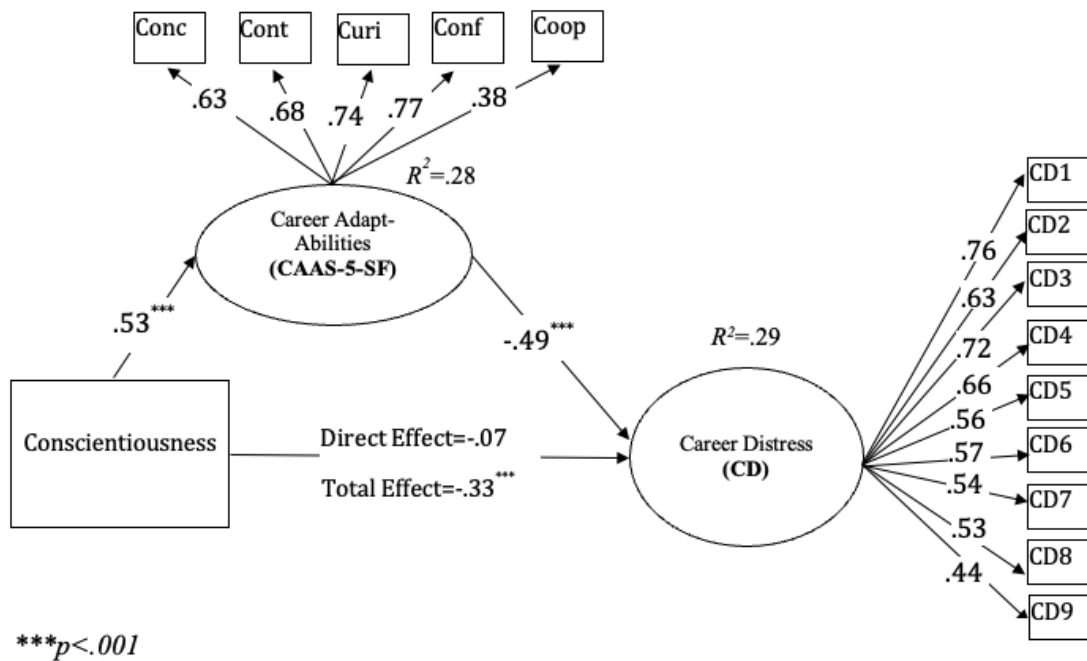 Conc
Cont
Curi
Conf
Coop
.63
.68
.74
.77
.38
R²=.28
Career Adapt-
Abilities
(CAAS-5-SF)
.53***
-.49***
R²=.29
Conscientiousness
Direct Effect=-.07
Total Effect=-.33***
Career Distress
(CD)
.76
.63
.72
.66
.56
.57
.54
.53
.44
CD1
CD2
CD3
CD4
CD5
CD6
CD7
CD8
CD9
***p<.001